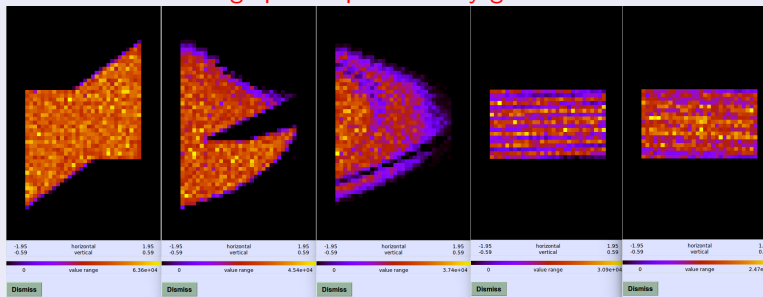 -1.95 horizontal 1.95
-0.59 vertical 0.59
0 value range 6.36e+04
Dismiss
-1.95 horizontal 1.95
-0.59 vertical 0.59
0 value range 4.54e+04
Dismiss
-1.95 horizontal 1.95
-0.59 vertical 0.59
0 value range 3.74e+04
Dismiss
-1.95 horizontal 1.95
-0.59 vertical 0.59
0 value range 3.09e+04
Dismiss
-1.95 horizontal 1.95
-0.59 vertical
0 value range 2.47e
Dismiss